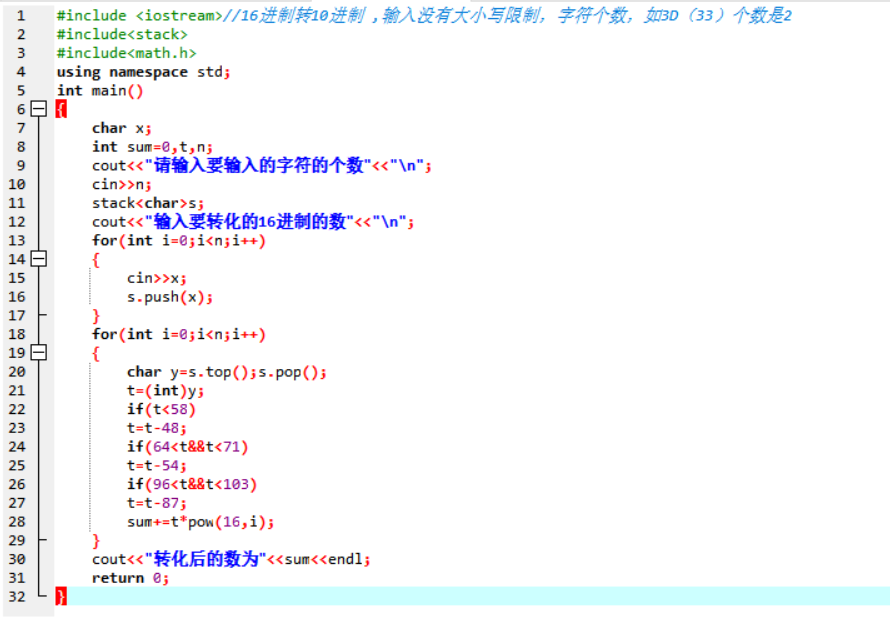 1 #include <iostream>//16进制转10进制 ,输入没有大小写限制，字符个数，如3D（33）个数是2
2 #include<stack>
3 #include<math.h>
4 using namespace std;
5 int main()
6 {
7 char x;
8 int sum=0,t,n;
9 cout<<"请输入要输入的字符的个数"<<"\n";
10 cin>>n;
11 stack<char>s;
12 cout<<"输入要转化的16进制的数"<<"\n";
13 for(int i=0;i<n;i++)
14 {
15 cin>>x;
16 s.push(x);
17 }
18 for(int i=0;i<n;i++)
19 {
20 char y=s.top();s.pop();
21 t=(int)y;
22 if(t<58)
23 t=t-48;
24 if(64<t&&t<71)
25 t=t-54;
26 if(96<t&&t<103)
27 t=t-87;
28 sum+=t*pow(16,i);
29 }
30 cout<<"转化后的数为"<<sum<<endl;
31 return 0;
32 }